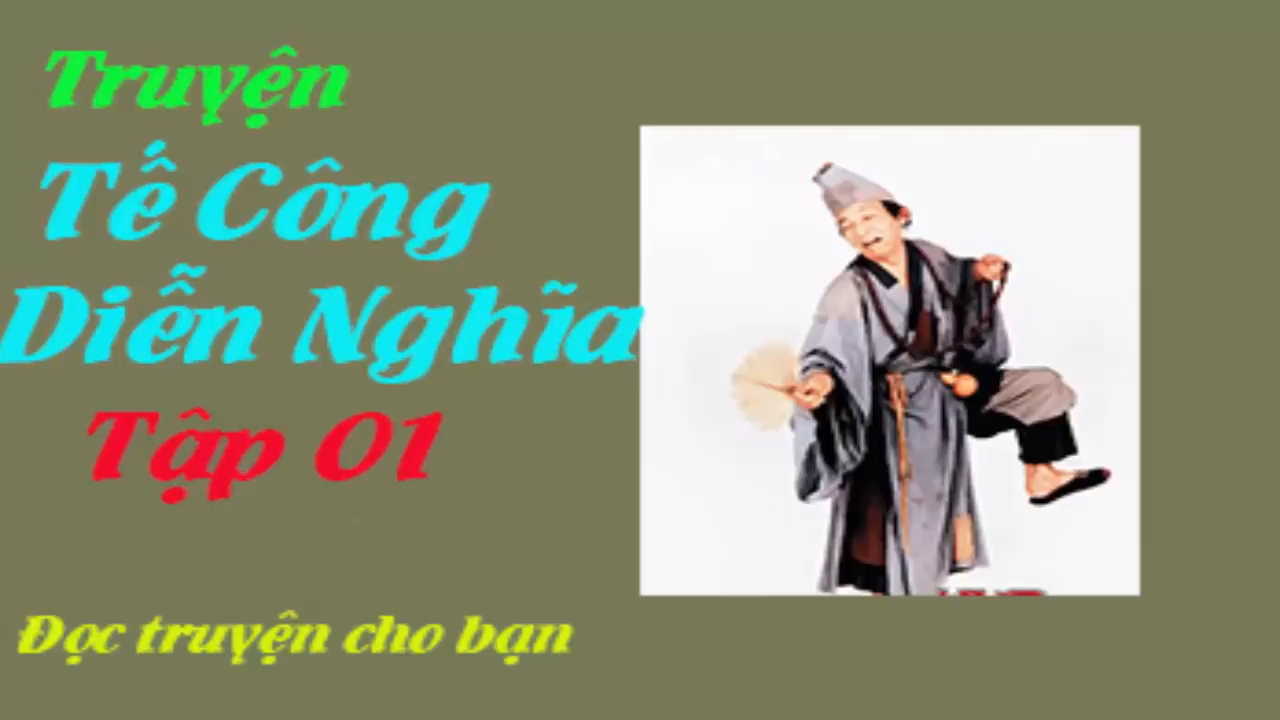 Truyện
Tế Công
Diễn Nghĩa
Tập 01
Đọc truyện cho bạn